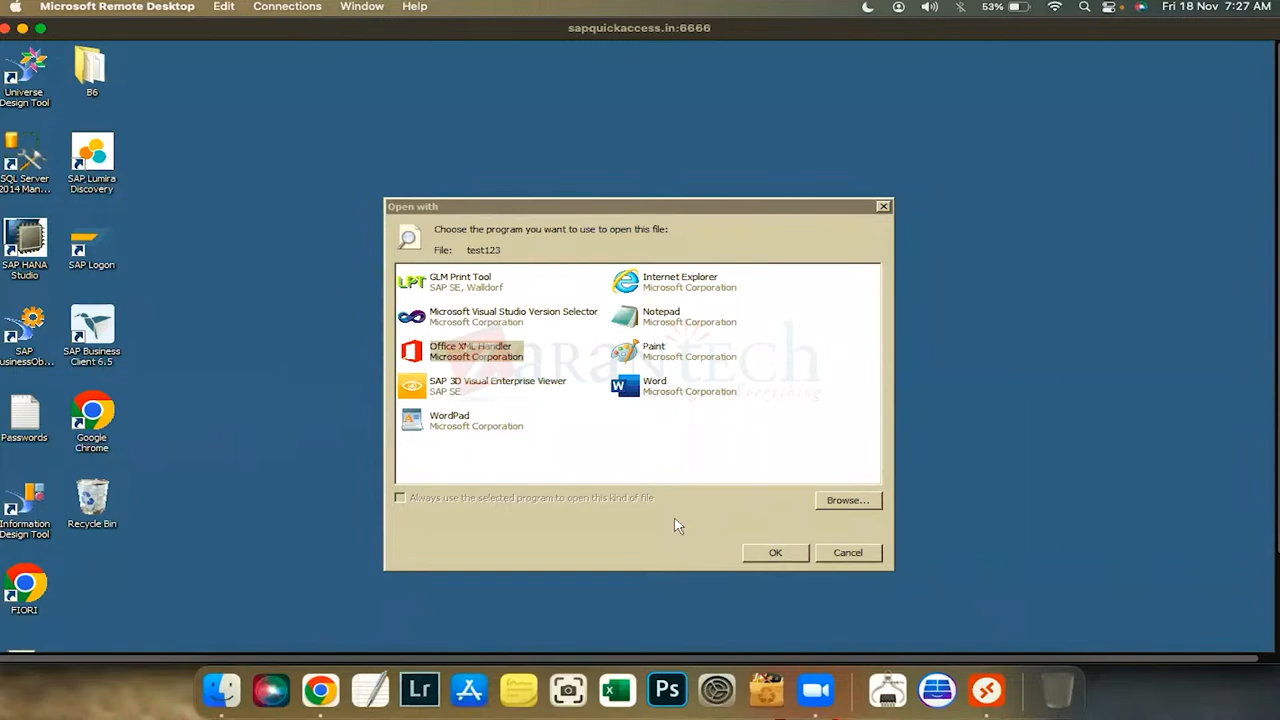 Microsoft Remote Desktop Edit Connections Window Help 53% Fri 18 Nov 7:27 AM
sapquickaccess.in:6666
Universe
Design Tool
B6
SQL Server
2014 Man...
SAP Lumira
Discovery
SAP HANA
Studio
SAP Logon
SAP
BusinessOb...
SAP Business
Client 6.5
Passwords
Google
Chrome
Information
Design Tool
Recycle Bin
FIORI
Open with
Choose the program you want to use to open this file:
File: test123
LPT
GLM Print Tool
SAP SE, Walldorf
Internet Explorer
Microsoft Corporation
Microsoft Visual Studio Version Selector
Microsoft Corporation
Notepad
Microsoft Corporation
Office XML Handler
Microsoft Corporation
Paint
Microsoft Corporation
SAP 3D Visual Enterprise Viewer
SAP SE
W
Word
Microsoft Corporation
WordPad
Microsoft Corporation
ZaranTech
Always use the selected program to open this kind of file
Browse...
OK
Cancel
Lr
Ps